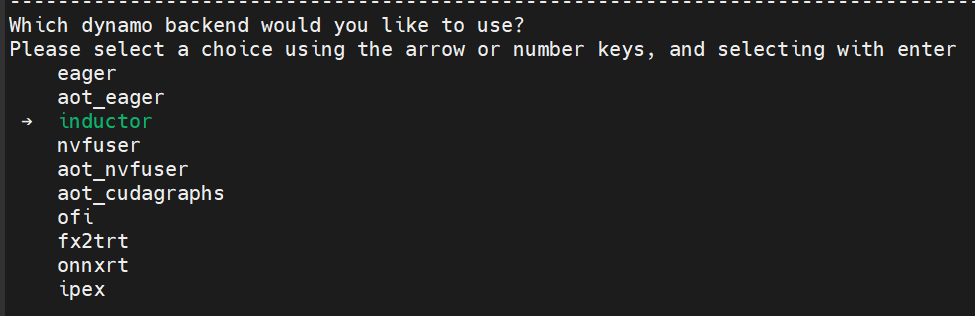 Which dynamo backend would you like to use?
Please select a choice using the arrow or number keys, and selecting with enter
eager
aot_eager
➔ inductor
nvfuser
aot_nvfuser
aot_cudagraphs
ofi
fx2trt
onnxrt
ipex